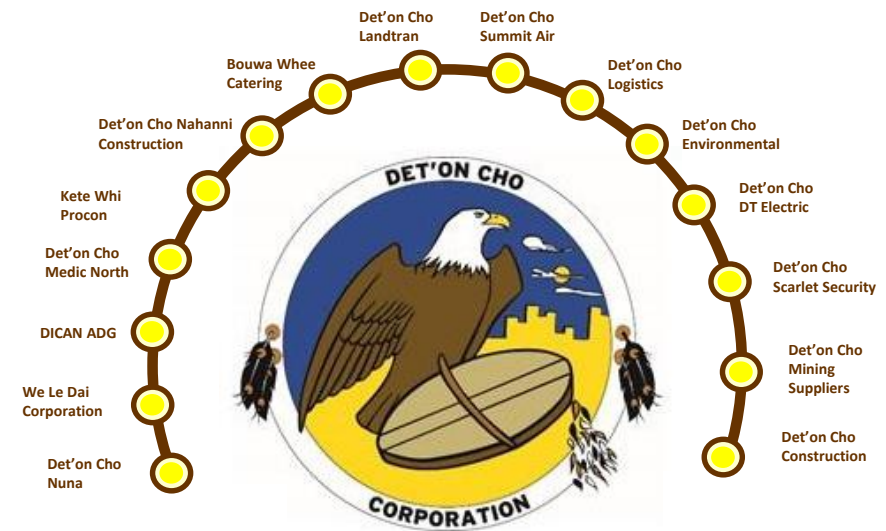 Det'on Cho
Landtran
Det'on Cho
Summit Air
Bouwa Whee
Catering
Det'on Cho
Logistics
Det'on Cho Nahanni
Construction
Det'on Cho
Environmental
Kete Whi
Procon
Det'on Cho
DT Electric
Det'on Cho
Medic North
Det'on Cho
Scarlet Security
DICAN ADG
Det'on Cho
Mining
Suppliers
We Le Dai
Corporation
Det'on Cho
Construction
Det'on Cho
Nuna
DET'ON CHO
CORPORATION